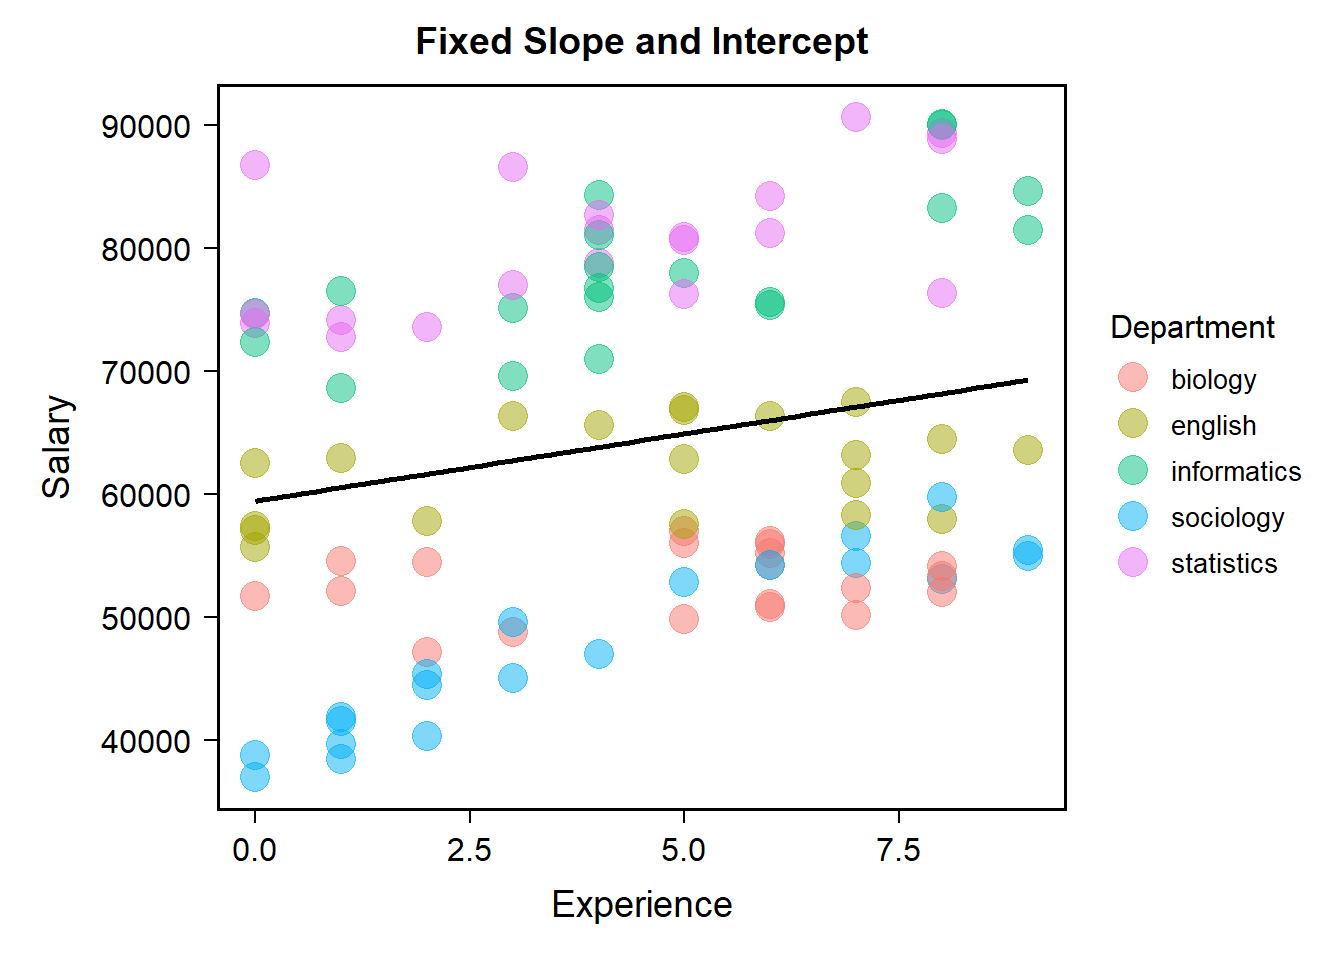 Fixed Slope and Intercept
90000
80000
70000
60000
50000
40000
Salary
0.0 2.5 5.0 7.5
Experience
Department
biology
english
informatics
sociology
statistics